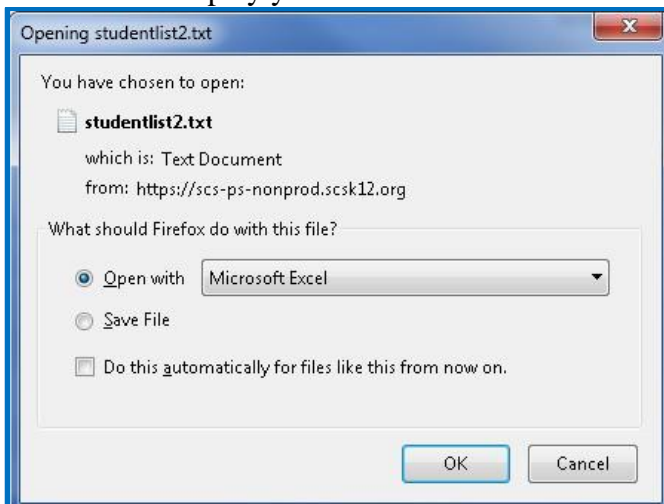 Opening studentlist2.txt
You have chosen to open:
studentlist2.txt
which is: Text Document
from: https://scs-ps-nonprod.scsk12.org
What should Firefox do with this file?
Open with Microsoft Excel
Save File
Do this automatically for files like this from now on.
OK Cancel